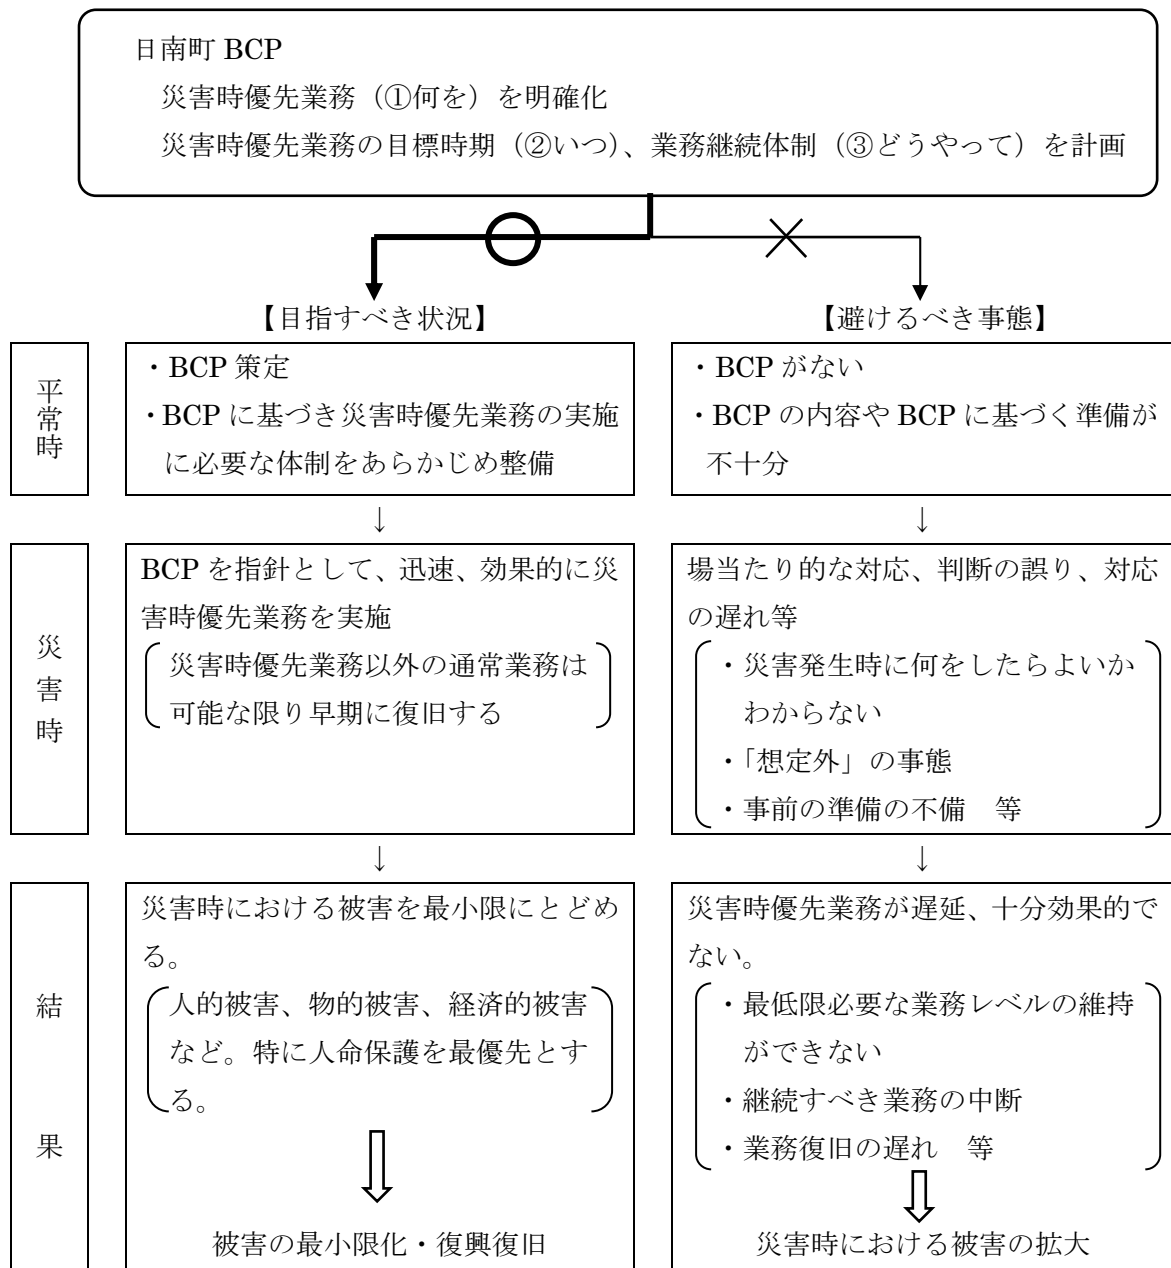 日南町 BCP
災害時優先業務（①何を）を明確化
災害時優先業務の目標時期（②いつ）、業務継続体制（③どうやって）を計画
【目指すべき状況】
【避けるべき事態】
平常時
・BCP 策定
・BCP に基づき災害時優先業務の実施
に必要な体制をあらかじめ整備
・BCP がない
・BCP の内容や BCP に基づく準備が
不十分
↓
↓
災害時
BCP を指針として、迅速、効果的に災
害時優先業務を実施
災害時優先業務以外の通常業務は
可能な限り早期に復旧する
場当たり的な対応、判断の誤り、対応
の遅れ等
・災害発生時に何をしたらよいか
わからない
・「想定外」の事態
・事前の準備の不備　等
↓
↓
結果
災害時における被害を最小限にとどめ
る。
人的被害、物的被害、経済的被害
など。特に人命保護を最優先とす
る。
被害の最小限化・復興復旧
災害時優先業務が遅延、十分効果的で
ない。
・最低限必要な業務レベルの維持
ができない
・継続すべき業務の中断
・業務復旧の遅れ　等
災害時における被害の拡大